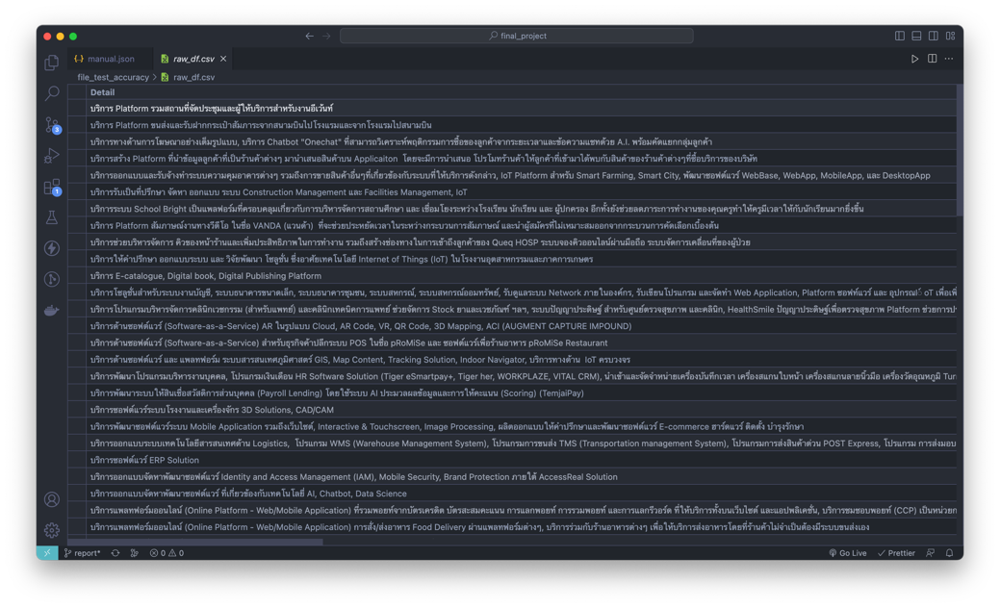 final_project
manual.json
raw_df.csv
file_test_accuracy > raw_df.csv
Detail
บริการ Platform รวมสถานที่จัดประชุมและผู้ให้บริการสำหรับงานอีเว้นท์
บริการ Platform ขนส่งและรับฝากกระเป๋าสัมภาระจากสนามบินไปโรงแรมและจากโรงแรมไปสนามบิน
บริการทางด้านการโฆษณาอย่างเต็มรูปแบบ, บริการ Chatbot "Onechat" ที่สามารถวิเคราะห์พฤติกรรมการซื้อของลูกค้าจากระยะเวลาและข้อความแชทด้วย A.I. พร้อมคัดแยกกลุ่มลูกค้า
บริการสร้าง Platform ที่นำข้อมูลลูกค้าที่เป็นร้านค้าต่างๆ มานำเสนอสินค้าบน Applicaiton โดยจะมีการนำเสนอ โปรโมทร้านค้าให้ลูกค้าที่เข้ามาได้พบกับสินค้าของร้านค้าต่างๆที่ซื้อบริการของบริษัท
บริการออกแบบและรับจ้างทำระบบความคุมอาคารต่างๆ รวมถึงการขายสินค้าอื่นๆที่เกี่ยวข้องกับระบบที่ให้บริการดังกล่าว, IoT Platform สำหรับ Smart Farming, Smart City, พัฒนาซอฟต์แวร์ WebBase, WebApp, MobileApp, และ DesktopApp
บริการรับเป็นที่ปรึกษา จัดหา ออกแบบ ระบบ Construction Management และ Facilities Management, IoT
บริการระบบ School Bright เป็นแพลฟอร์มที่ครอบคลุมเกี่ยวกับการบริหารจัดการสถานศึกษา และ เชื่อมโยงระหว่างโรงเรียน นักเรียน และ ผู้ปกครอง อีกทั้งยังช่วยลดภาระการทำงานของคุณครูทำให้ครูมีเวลาให้กับนักเรียนมากยิ่งขึ้น
บริการ Platform สัมภาษณ์งานทางวีดีโอ ในชื่อ VANDA (แวนด้า) ที่จะช่วยประหยัดเวลาในระหว่างกระบวนการสัมภาษณ์ และนำผู้สมัครที่ไม่เหมาะสมออกจากกระบวนการคัดเลือกเบื้องต้น
บริการช่วยบริหารจัดการ คิวของหน้าร้านและเพิ่มประสิทธิภาพในการทำงาน รวมถึงสร้างช่องทางในการเข้าถึงลูกค้าของ Queq HOSP ระบบจองคิวออนไลน์ผ่านมือถือ ระบบจัดการเคลื่อนที่ของผู้ป่วย
บริการให้คำปรึกษา ออกแบบระบบ และ วิจัยพัฒนา โซลูชั่น ซึ่งอาศัยเทคโนโลยี Internet of Things (IoT) ในโรงงานอุตสาหกรรมและภาคการเกษตร
บริการ E-catalogue, Digital book, Digital Publishing Platform
บริการโซลูชั่นสำหรับระบบงานบัญชี, ระบบธนาคารขนาดเล็ก, ระบบธนาคารชุมชน, ระบบสหกรณ์, ระบบสหกรณ์ออมทรัพย์, รับดูแลระบบ Network ภายในองค์กร, รับเขียนโปรแกรม และจัดทำ Web Application, Platform ซอฟท์แวร์ และ อุปกรณ์ oT เพื่อเพิ่
บริการโปรแกรมบริหารจัดการคลินิกเวชกรรม (สำหรับแพทย์) และคลินิกเทคนิคการแพทย์ ช่วยจัดการ Stock ยาและเวชภัณฑ์ ฯลฯ, ระบบปัญญาประดิษฐ์ สำหรับศูนย์ตรวจสุขภาพ และคลินิก, HealthSmile ปัญญาประดิษฐ์เพื่อตรวจสุขภาพ Platform ช่วยการ
บริการด้านซอฟต์แวร์ (Software-as-a-Service) AR ในรูปแบบ Cloud, AR Code, VR, QR Code, 3D Mapping, ACI (AUGMENT CAPTURE IMPOUND)
บริการด้านซอฟต์แวร์ (Software-as-a-Service) สำหรับธุรกิจค้าปลีกระบบ POS ในชื่อ pRoMiSe และ ซอฟต์แวร์เพื่อร้านอาหาร pRoMiSe Restaurant
บริการด้านซอฟต์แวร์ และ แพลทฟอร์ม ระบบสารสนเทศภูมิศาสตร์ GIS, Map Content, Tracking Solution, Indoor Navigator, บริการทางด้าน IoT ครบวงจร
บริการพัฒนาโปรแกรมบริหารงานบุคคล, โปรแกรมเงินเดือน HR Software Solution (Tiger eSmartpay+, Tiger her, WORKPLAZE, VITAL CRM), นำเข้าและจัดจำหน่ายเครื่องบันทึกเวลา เครื่องสแกนใบหน้า เครื่องสแกนลายนิ้วมือ เครื่องวัดอุณหภูมิ Tur
บริการพัฒนาระบบให้สินเชื่อสวัสดิการส่วนบุคคล (Payroll Lending) โดยใช้ระบบ AI ประมวลผลข้อมูลและการให้คะแนน (Scoring) (TemjaiPay)
บริการซอฟต์แวร์ระบบโรงงานและเครื่องจักร 3D Solutions, CAD/CAM
บริการพัฒนาซอฟต์แวร์ระบบ Mobile Application รวมถึงเว็บไซต์, Interactive & Touchscreen, Image Processing, ผลิตออกแบบให้คำปรึกษาและพัฒนาซอฟต์แวร์ E-commerce ฮาร์ดแวร์ ติดตั้ง บำรุงรักษา
บริการออกแบบระบบเทคโนโลยีสารสนเทศด้าน Logistics, โปรแกรม WMS (Warehouse Management System), โปรแกรมการขนส่ง TMS (Transportation management System), โปรแกรมการส่งสินค้าด่วน POST Express, โปรแกรม การส่งมอบ
บริการซอฟต์แวร์ ERP Solution
บริการออกแบบจัดหาพัฒนาซอฟต์แวร์ Identity and Access Management (IAM), Mobile Security, Brand Protection ภายใต้ AccessReal Solution
บริการออกแบบจัดหาพัฒนาซอฟต์แวร์ ที่เกี่ยวข้องกับเทคโนโลยี AI, Chatbot, Data Science
บริการแพลทฟอร์มออนไลน์ (Online Platform - Web/Mobile Application) ที่รวมพอยท์จากบัตรเครดิต บัตรสะสมคะแนน การแลกพอยท์ การรวมพอยท์ และการแลกรีวอร์ด ที่ให้บริการทั้งบนเว็บไซต์ และแอปพลิเคชั่น, บริการชมชอบพอยท์ (CCP) เป็นหน่วย
บริการแพลทฟอร์มออนไลน์ (Online Platform - Web/Mobile Application) การสั่ง/ส่งอาหาร Food Delivery ผ่านแพลทฟอร์มต่างๆ, บริการร่วมกับร้านอาหารต่างๆ เพื่อให้บริการส่งอาหารโดยที่ร้านค้าไม่จำเป็นต้องมีระบบขนส่งเอง
3
1
report* 0 0 Go Live Prettier